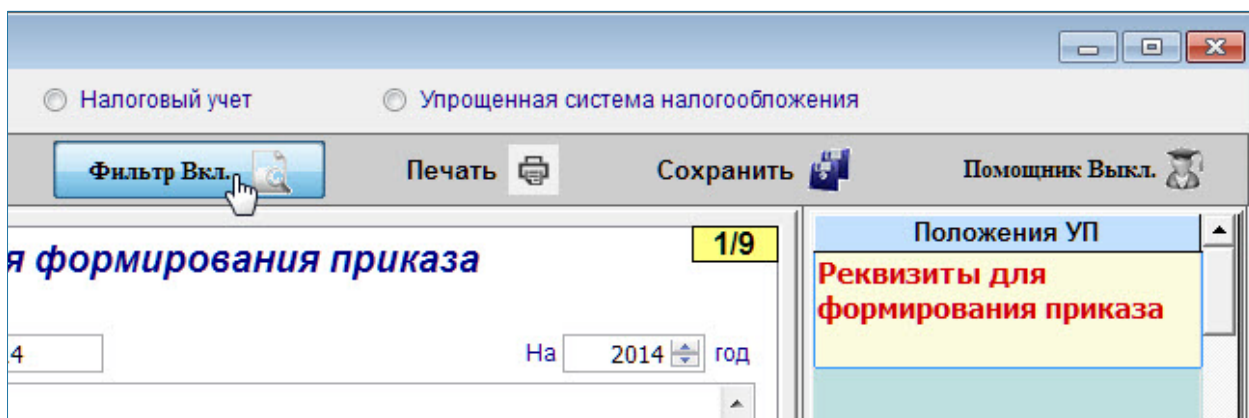 Налоговый учет Упрощенная система налогообложения
Фильтр Вкл. Печать Сохранить Помощник Выкл.
я формирования приказа 1/9
Положения УП
Реквизиты для
формирования приказа
4 На 2014 год